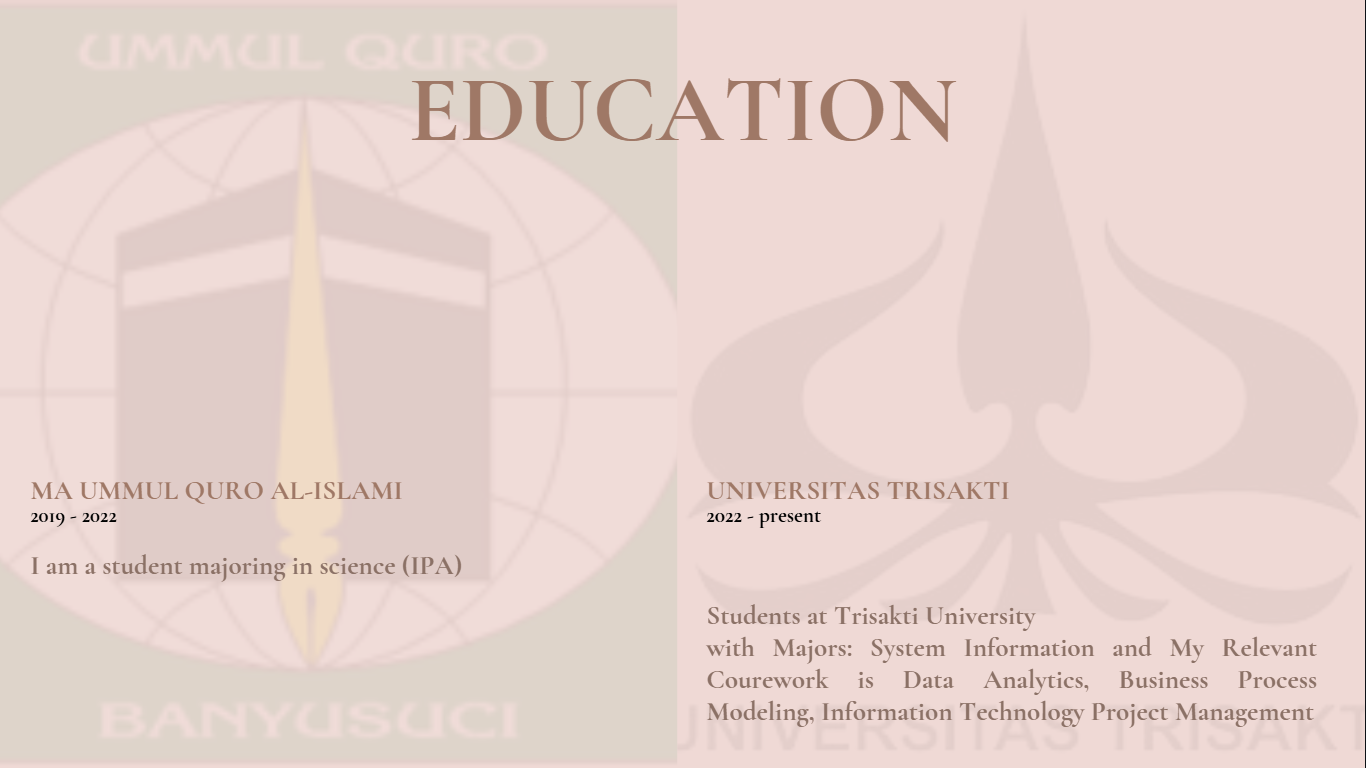 UMMUL QURO
EDUCATION
MA UMMUL QURO AL-ISLAMI
2019 - 2022
I am a student majoring in science (IPA)
BANYUSUCI
UNIVERSITAS TRISAKTI
2022 - present
Students at Trisakti University
with Majors: System Information and My Relevant
Courework is Data Analytics, Business Process
Modeling, Information Technology Project Management
UNIVERSITAS TRISAKT